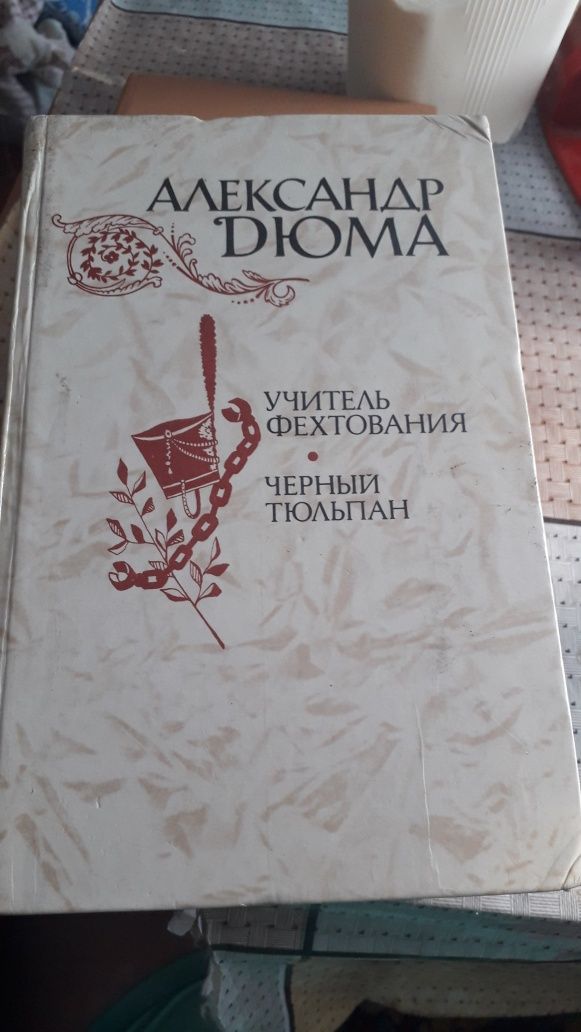 АЛЕКСАНДР
ДЮМА
УЧИТЕЛЬ
ФЕХТОВАНИЯ
•
ЧЕРНЫЙ
ТЮЛЬПАН